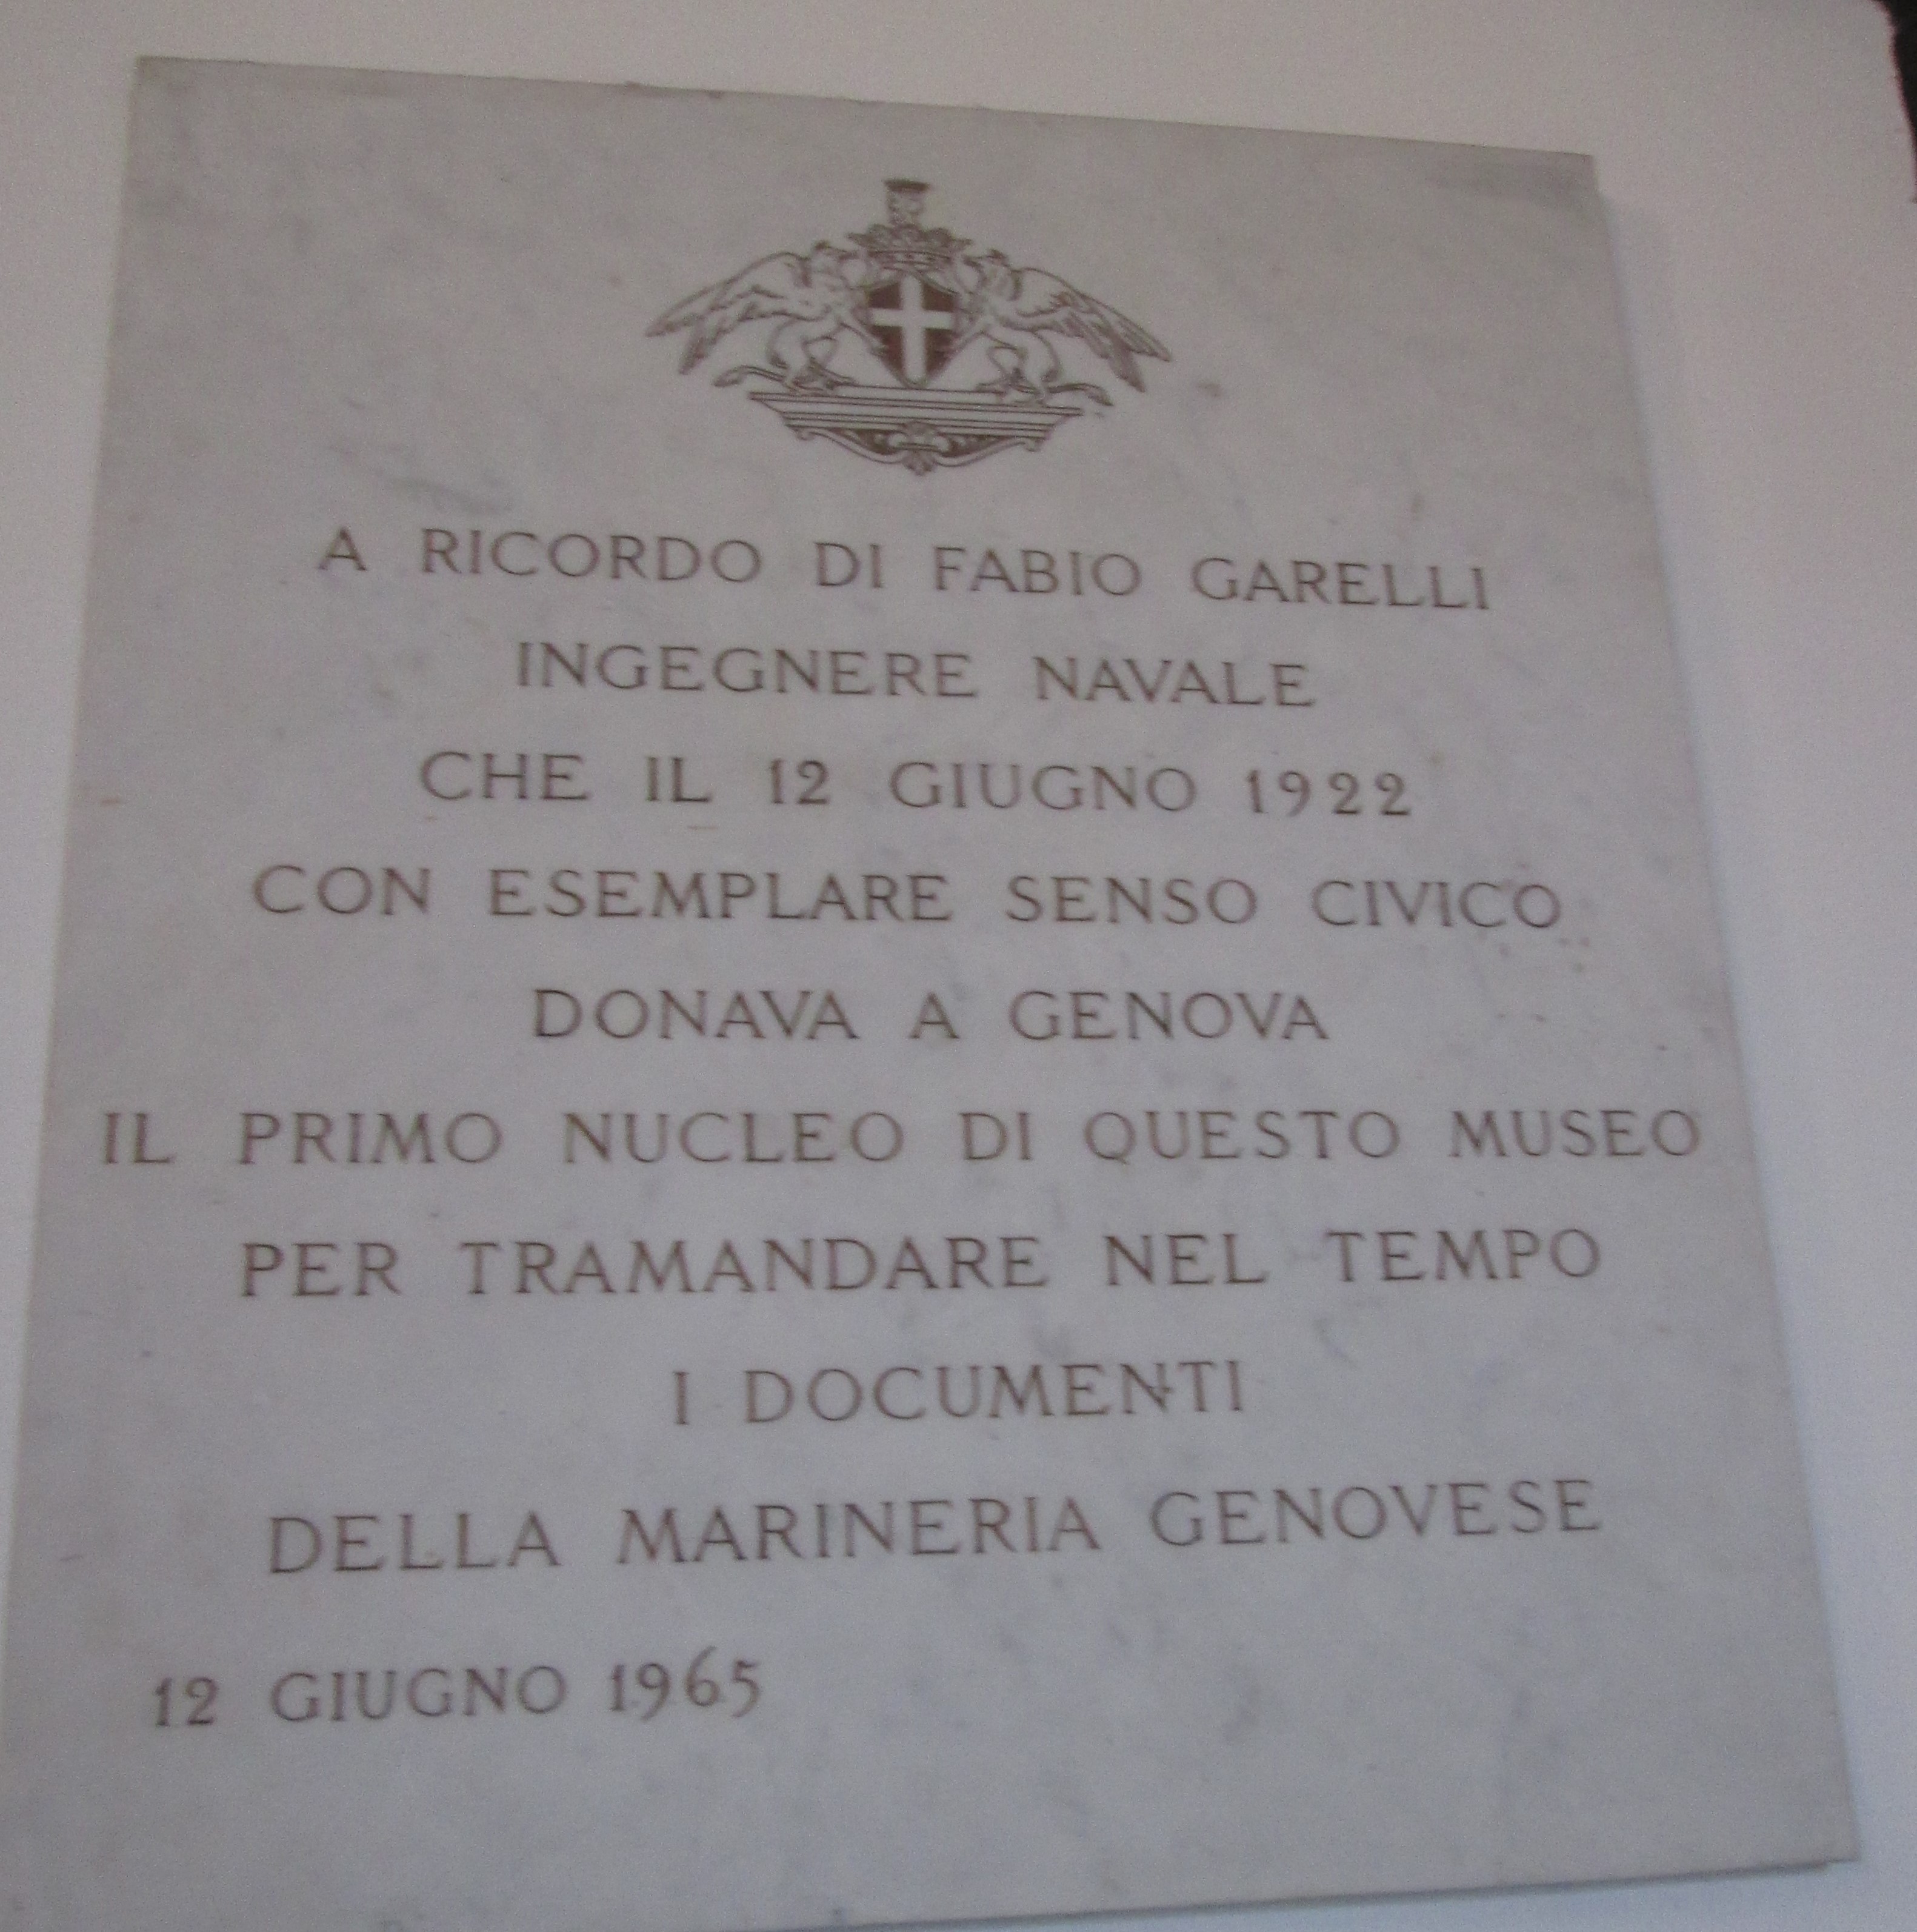 A RICORDO DI FABIO GARELLI
INGEGNERE NAVALE
CHE IL 12 GIUGNO 1922
CON ESEMPLARE SENSO CIVICO
DONAVA A GENOVA
IL PRIMO NUCLEO DI QUESTO MUSEO
PER TRAMANDARE NEL TEMPO
I DOCUMENTI
DELLA MARINERIA GENOVESE
12 GIUGNO 1965